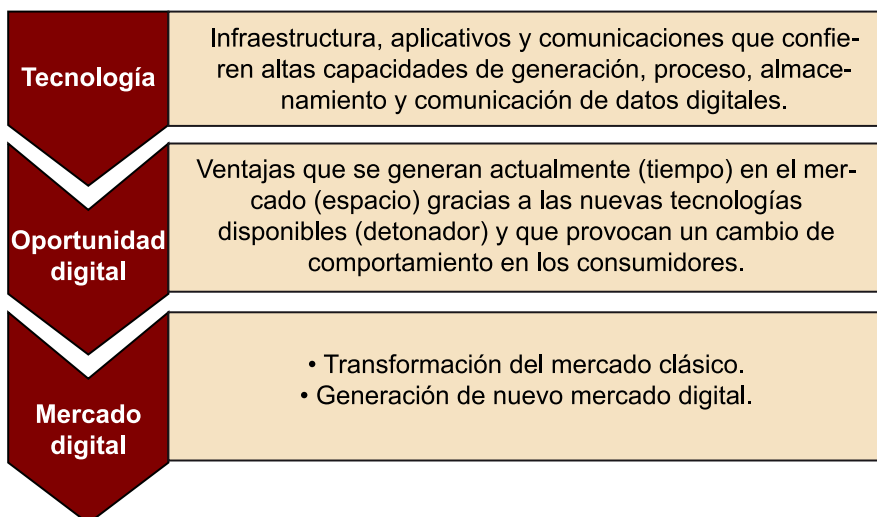 Tecnología
Infraestructura, aplicativos y comunicaciones que confie-
ren altas capacidades de generación, proceso, almace-
namiento y comunicación de datos digitales.
Oportunidad
digital
Ventajas que se generan actualmente (tiempo) en el mer-
cado (espacio) gracias a las nuevas tecnologías
disponibles (detonador) y que provocan un cambio de
comportamiento en los consumidores.
Mercado
digital
• Transformación del mercado clásico.
• Generación de nuevo mercado digital.